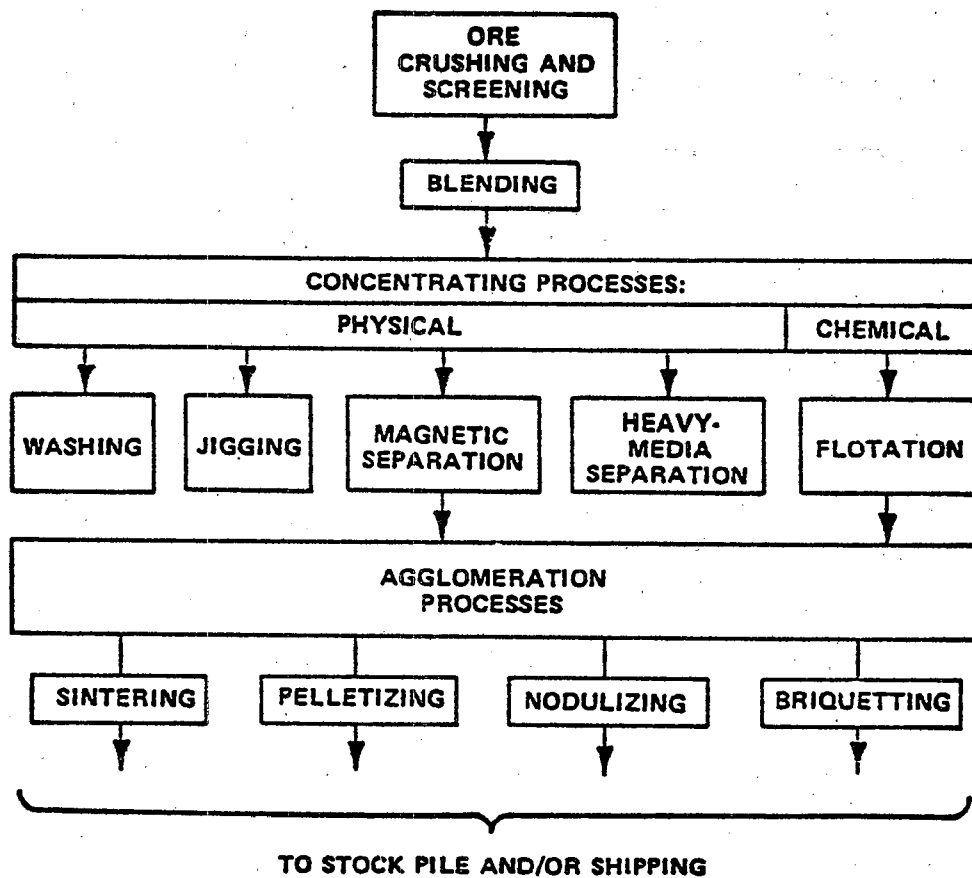 ORE
CRUSHING AND
SCREENING
BLENDING
CONCENTRATING PROCESSES:
PHYSICAL
CHEMICAL
WASHING
JIGGING
MAGNETIC
SEPARATION
HEAVY-
MEDIA
SEPARATION
FLOTATION
AGGLOMERATION
PROCESSES
SINTERING
PELLETIZING
NODULIZING
BRIQUETTING
TO STOCK PILE AND/OR SHIPPING